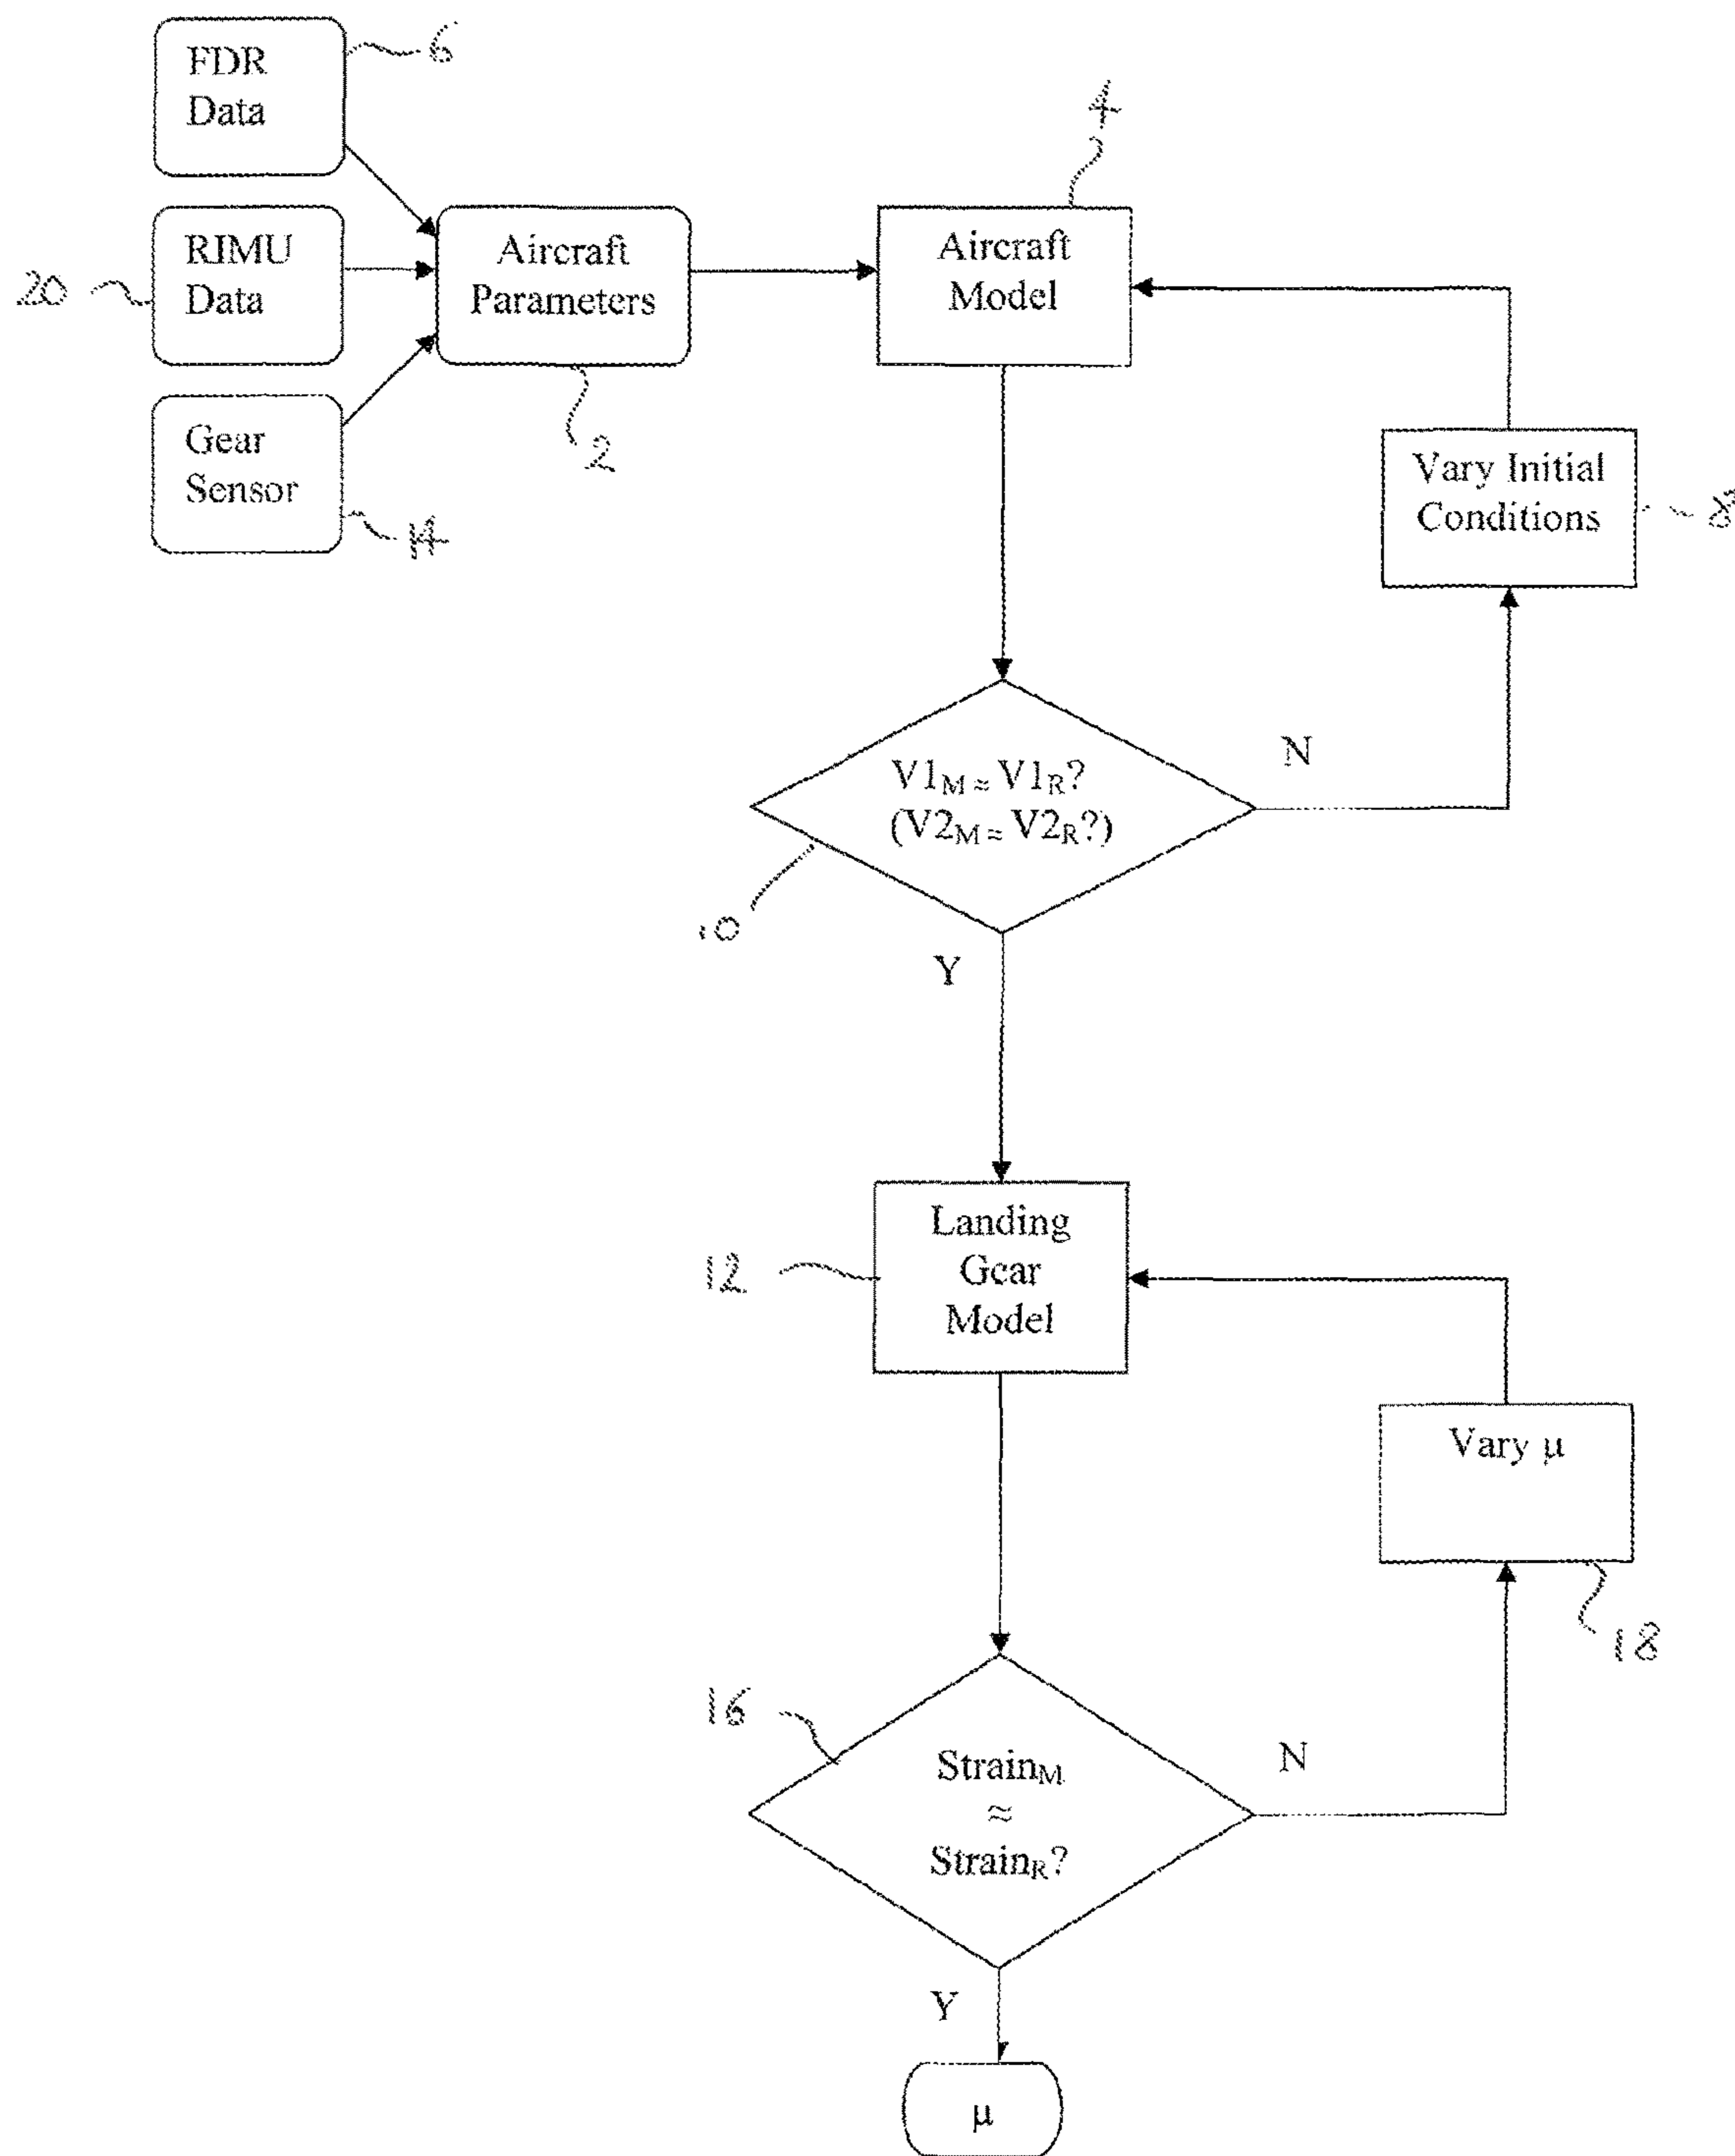 FDR
Data
6
RIMU
Data
20
Gear
Sensor
14
Aircraft
Parameters
2
4
Aircraft
Model
Vary Initial
Conditions
8
V1M ≈ V1R?
(V2M ≈ V2R?)
N
10
Y
Landing
Gear
Model
12
Vary μ
18
16
StrainM
≈
StrainR?
N
Y
μ